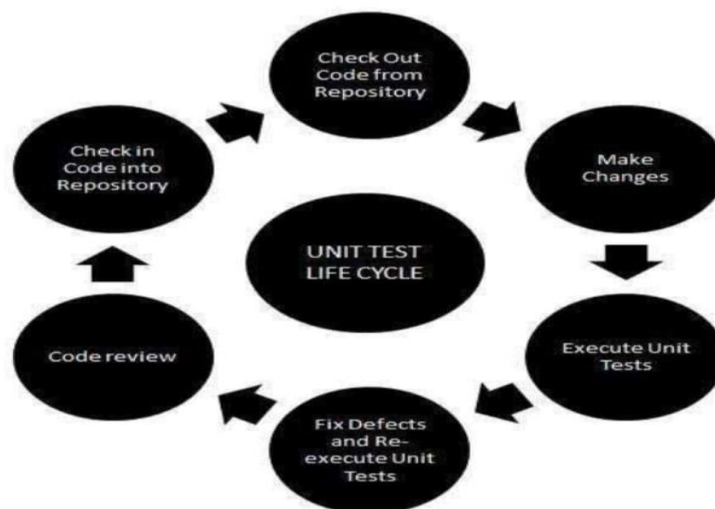 Check Out
Code from
Repository
Make
Changes
Execute Unit
Tests
Fix Defects
and Re-
execute Unit
Tests
Code review
Check in
Code into
Repository
UNIT TEST
LIFE CYCLE